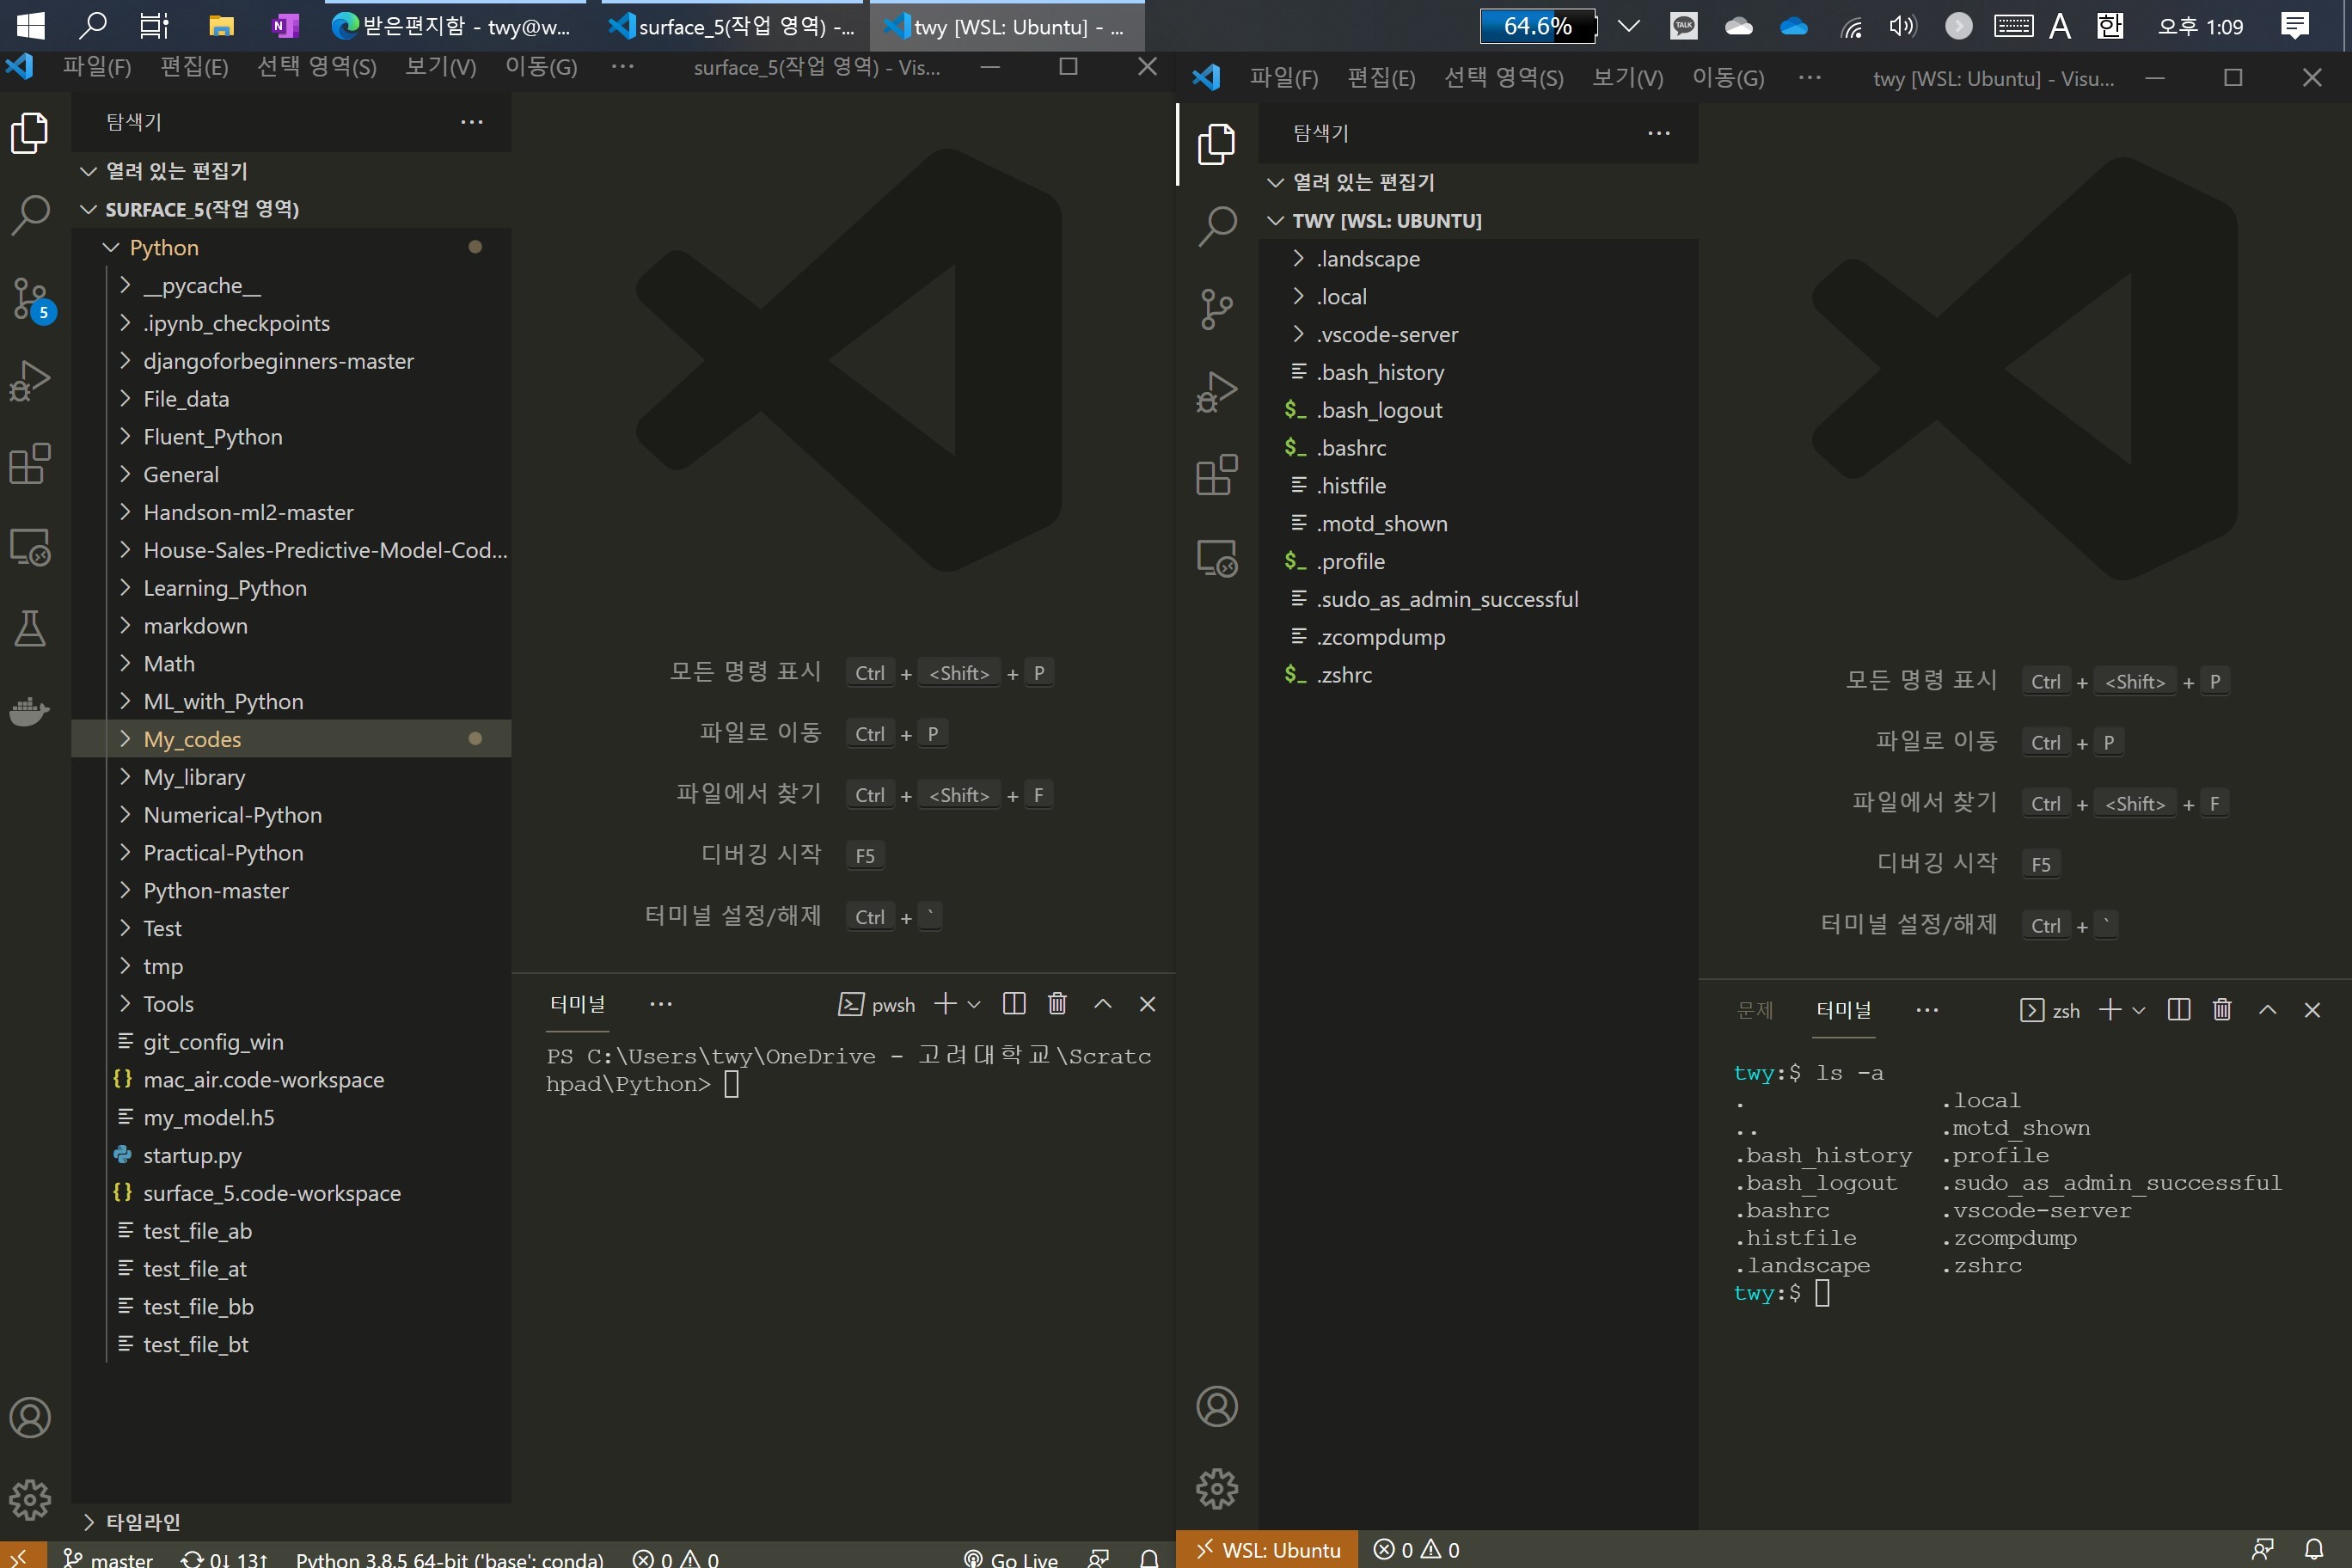 받은편지함 - twy@w...
surface_5(작업 영역) -...
twy [WSL: Ubuntu] - ...
64.6%
TALK
A
한
오후 1:09
파일(F) 편집(E) 선택 영역(S) 보기(V) 이동(G) ···
surface_5(작업 영역) - Vis...
탐색기
열려 있는 편집기
SURFACE_5(작업 영역)
Python
__pycache__
.ipynb_checkpoints
5
djangoforbeginners-master
File_data
Fluent_Python
General
Handson-ml2-master
House-Sales-Predictive-Model-Cod...
Learning_Python
markdown
Math
ML_with_Python
My_codes
My_library
Numerical-Python
Practical-Python
Python-master
Test
tmp
Tools
git_config_win
mac_air.code-workspace
my_model.h5
startup.py
surface_5.code-workspace
test_file_ab
test_file_at
test_file_bb
test_file_bt
타임라인
모든 명령 표시 Ctrl + <Shift> + P
파일로 이동 Ctrl + P
파일에서 찾기 Ctrl + <Shift> + F
디버깅 시작 F5
터미널 설정/해제 Ctrl + `
터미널 ··· pwsh
PS C:\Users\twy\OneDrive - 고려대학교\Scratc
hpad\Python>
master 0↓ 13↑ Python 3.8.5 64-bit ('base': conda) 0 0 Go Live
파일(F) 편집(E) 선택 영역(S) 보기(V) 이동(G) ···
twy [WSL: Ubuntu] - Visu...
탐색기
열려 있는 편집기
TWY [WSL: UBUNTU]
.landscape
.local
.vscode-server
.bash_history
$_ .bash_logout
$_ .bashrc
.histfile
.motd_shown
$_ .profile
.sudo_as_admin_successful
.zcompdump
$_ .zshrc
모든 명령 표시 Ctrl + <Shift> + P
파일로 이동 Ctrl + P
파일에서 찾기 Ctrl + <Shift> + F
디버깅 시작 F5
터미널 설정/해제 Ctrl + `
문제 터미널 ··· zsh
twy:$ ls -a
. .local
.. .motd_shown
.bash_history .profile
.bash_logout .sudo_as_admin_successful
.bashrc .vscode-server
.histfile .zcompdump
.landscape .zshrc
twy:$
WSL: Ubuntu 0 0